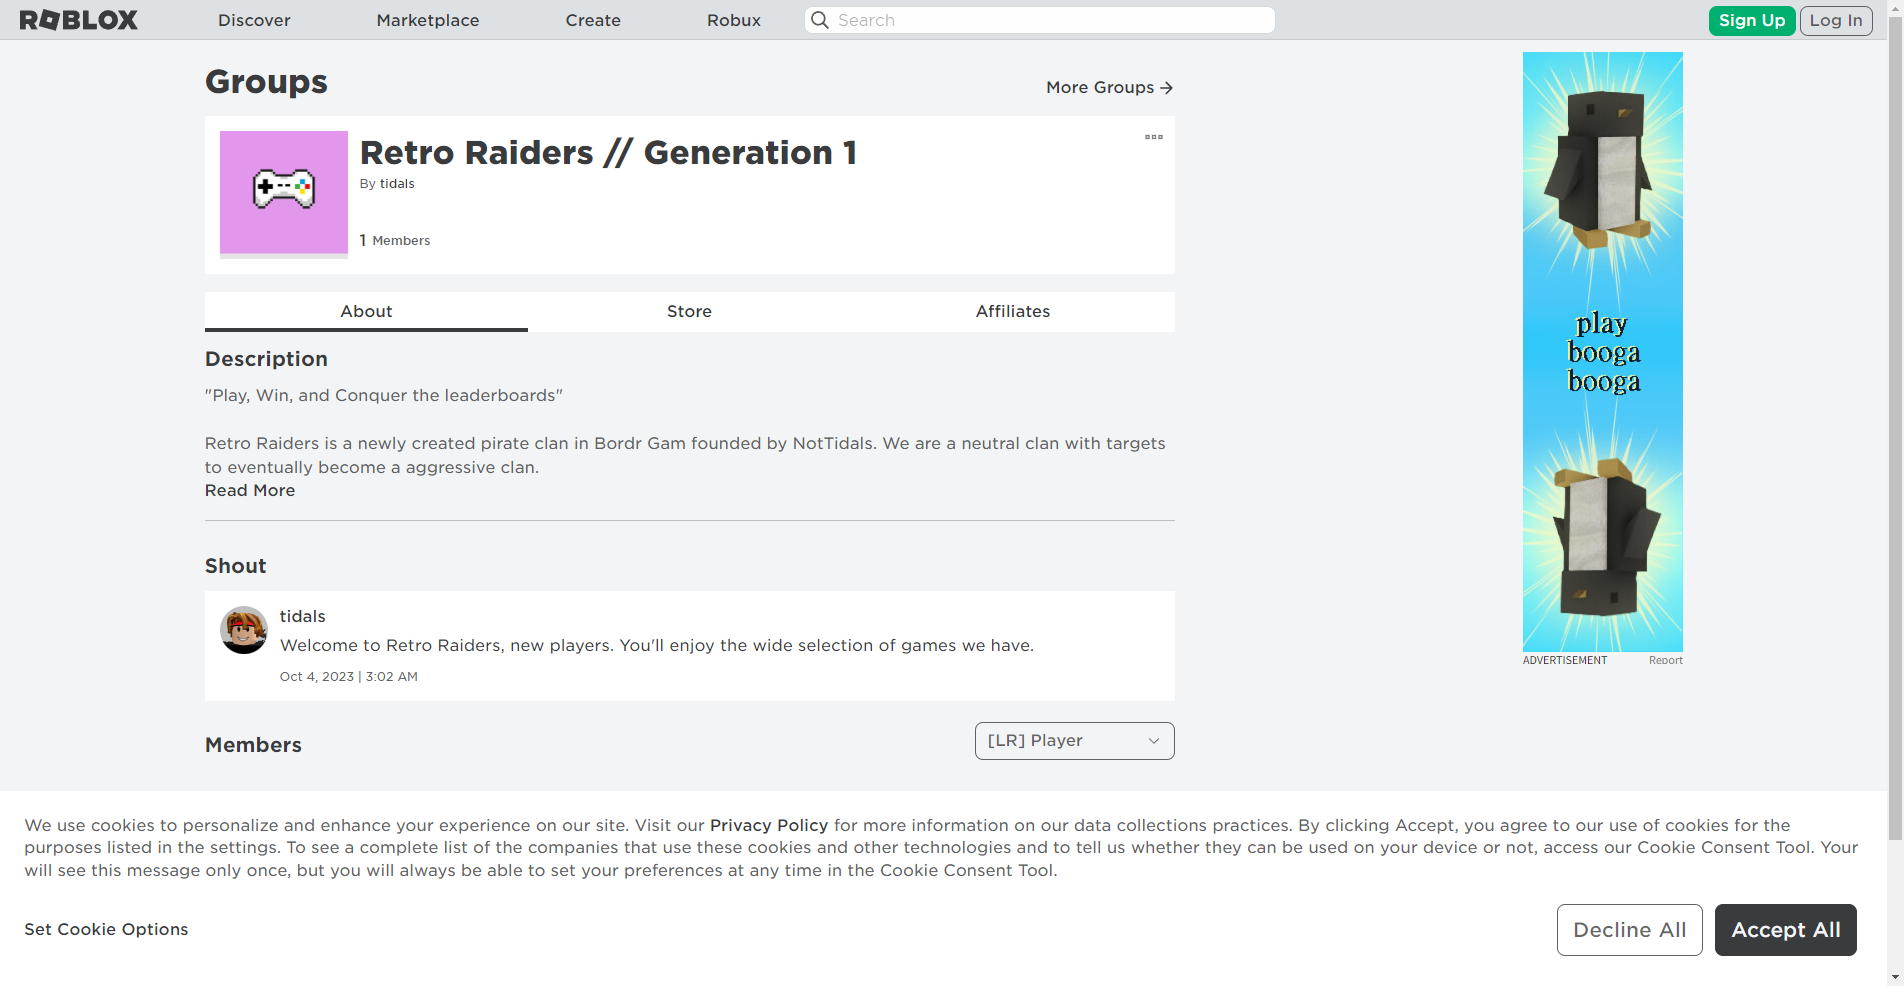 ROBLOX Discover Marketplace Create Robux Search Sign Up Log In
Groups
More Groups
Retro Raiders // Generation 1
By tidals
1 Members
About Store Affiliates
Description
"Play, Win, and Conquer the leaderboards"
Retro Raiders is a newly created pirate clan in Bordr Gam founded by NotTidals. We are a neutral clan with targets
to eventually become a aggressive clan.
Read More
Shout
tidals
Welcome to Retro Raiders, new players. You'll enjoy the wide selection of games we have.
Oct 4, 2023 | 3:02 AM
Members
[LR] Player
play
booga
booga
ADVERTISEMENT Report
We use cookies to personalize and enhance your experience on our site. Visit our Privacy Policy for more information on our data collections practices. By clicking Accept, you agree to our use of cookies for the
purposes listed in the settings. To see a complete list of the companies that use these cookies and other technologies and to tell us whether they can be used on your device or not, access our Cookie Consent Tool. Your
will see this message only once, but you will always be able to set your preferences at any time in the Cookie Consent Tool.
Set Cookie Options
Decline All
Accept All